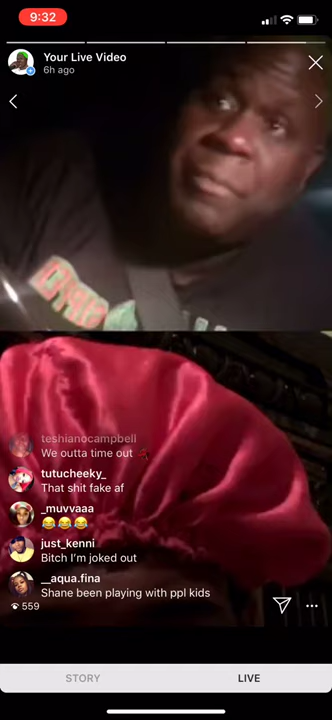 9:32
Your Live Video
6h ago
teshianocampbell
We outta time out
tutucheeky_
That shit fake af
_muvvaaa
😂😂😂
just_kenni
Bitch I'm joked out
__aqua.fina
Shane been playing with ppl kids
559
STORY
LIVE